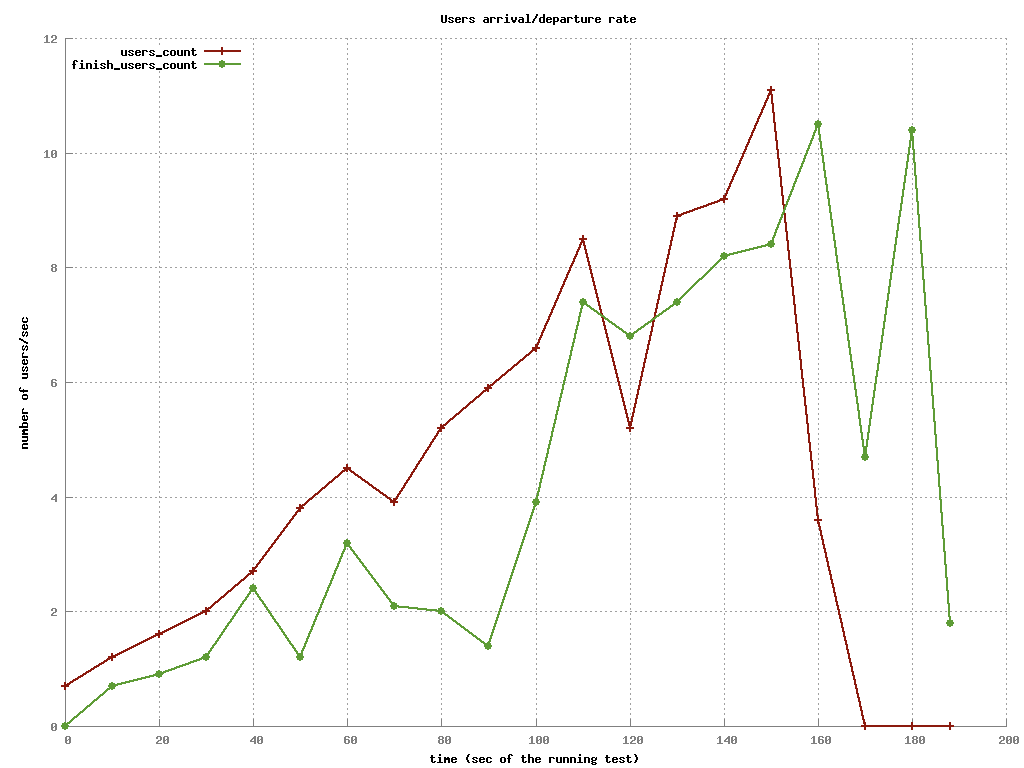 Users arrival/departure rate
users_count
finish_users_count
12
10
8
6
4
2
0
number of users/sec
0 20 40 60 80 100 120 140 160 180 200
time (sec of the running test)